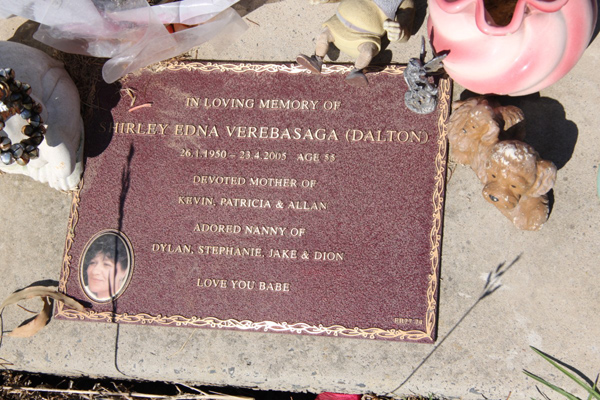 IN LOVING MEMORY OF
SHIRLEY EDNA VEREBASAGA (DALTON)
26.1.1950 – 23.4.2005 AGE 55
DEVOTED MOTHER OF
KEVIN, PATRICIA & ALLAN
ADORED NANNY OF
DYLAN, STEPHANIE, JAKE & DION
LOVE YOU BABE